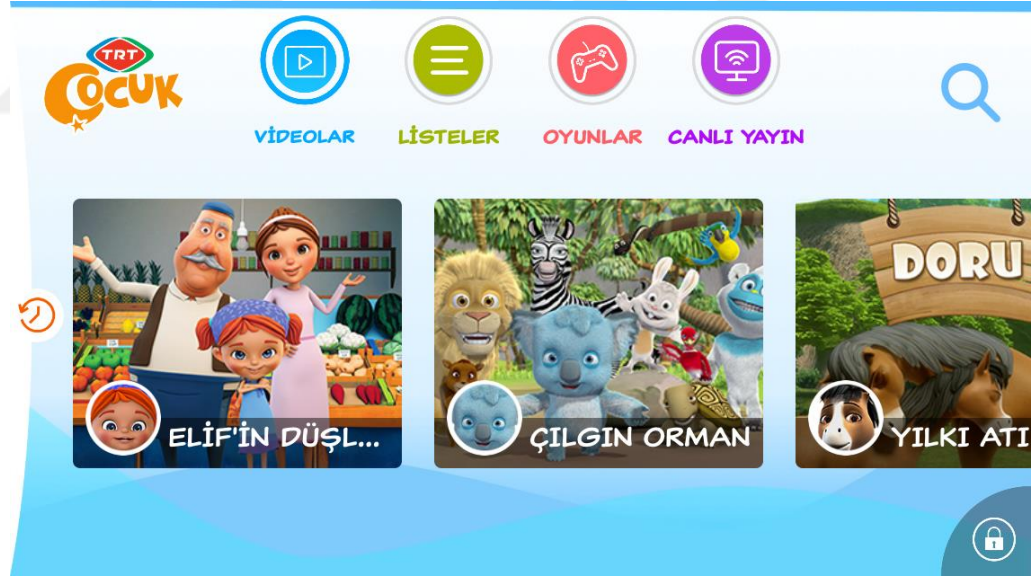 TRT
ÇOCUK
VİDEOLAR
LİSTELER
OYUNLAR
CANLI YAYIN
DORU
ELİF'İN DÜŞL...
ÇILGIN ORMAN
YILKI ATI